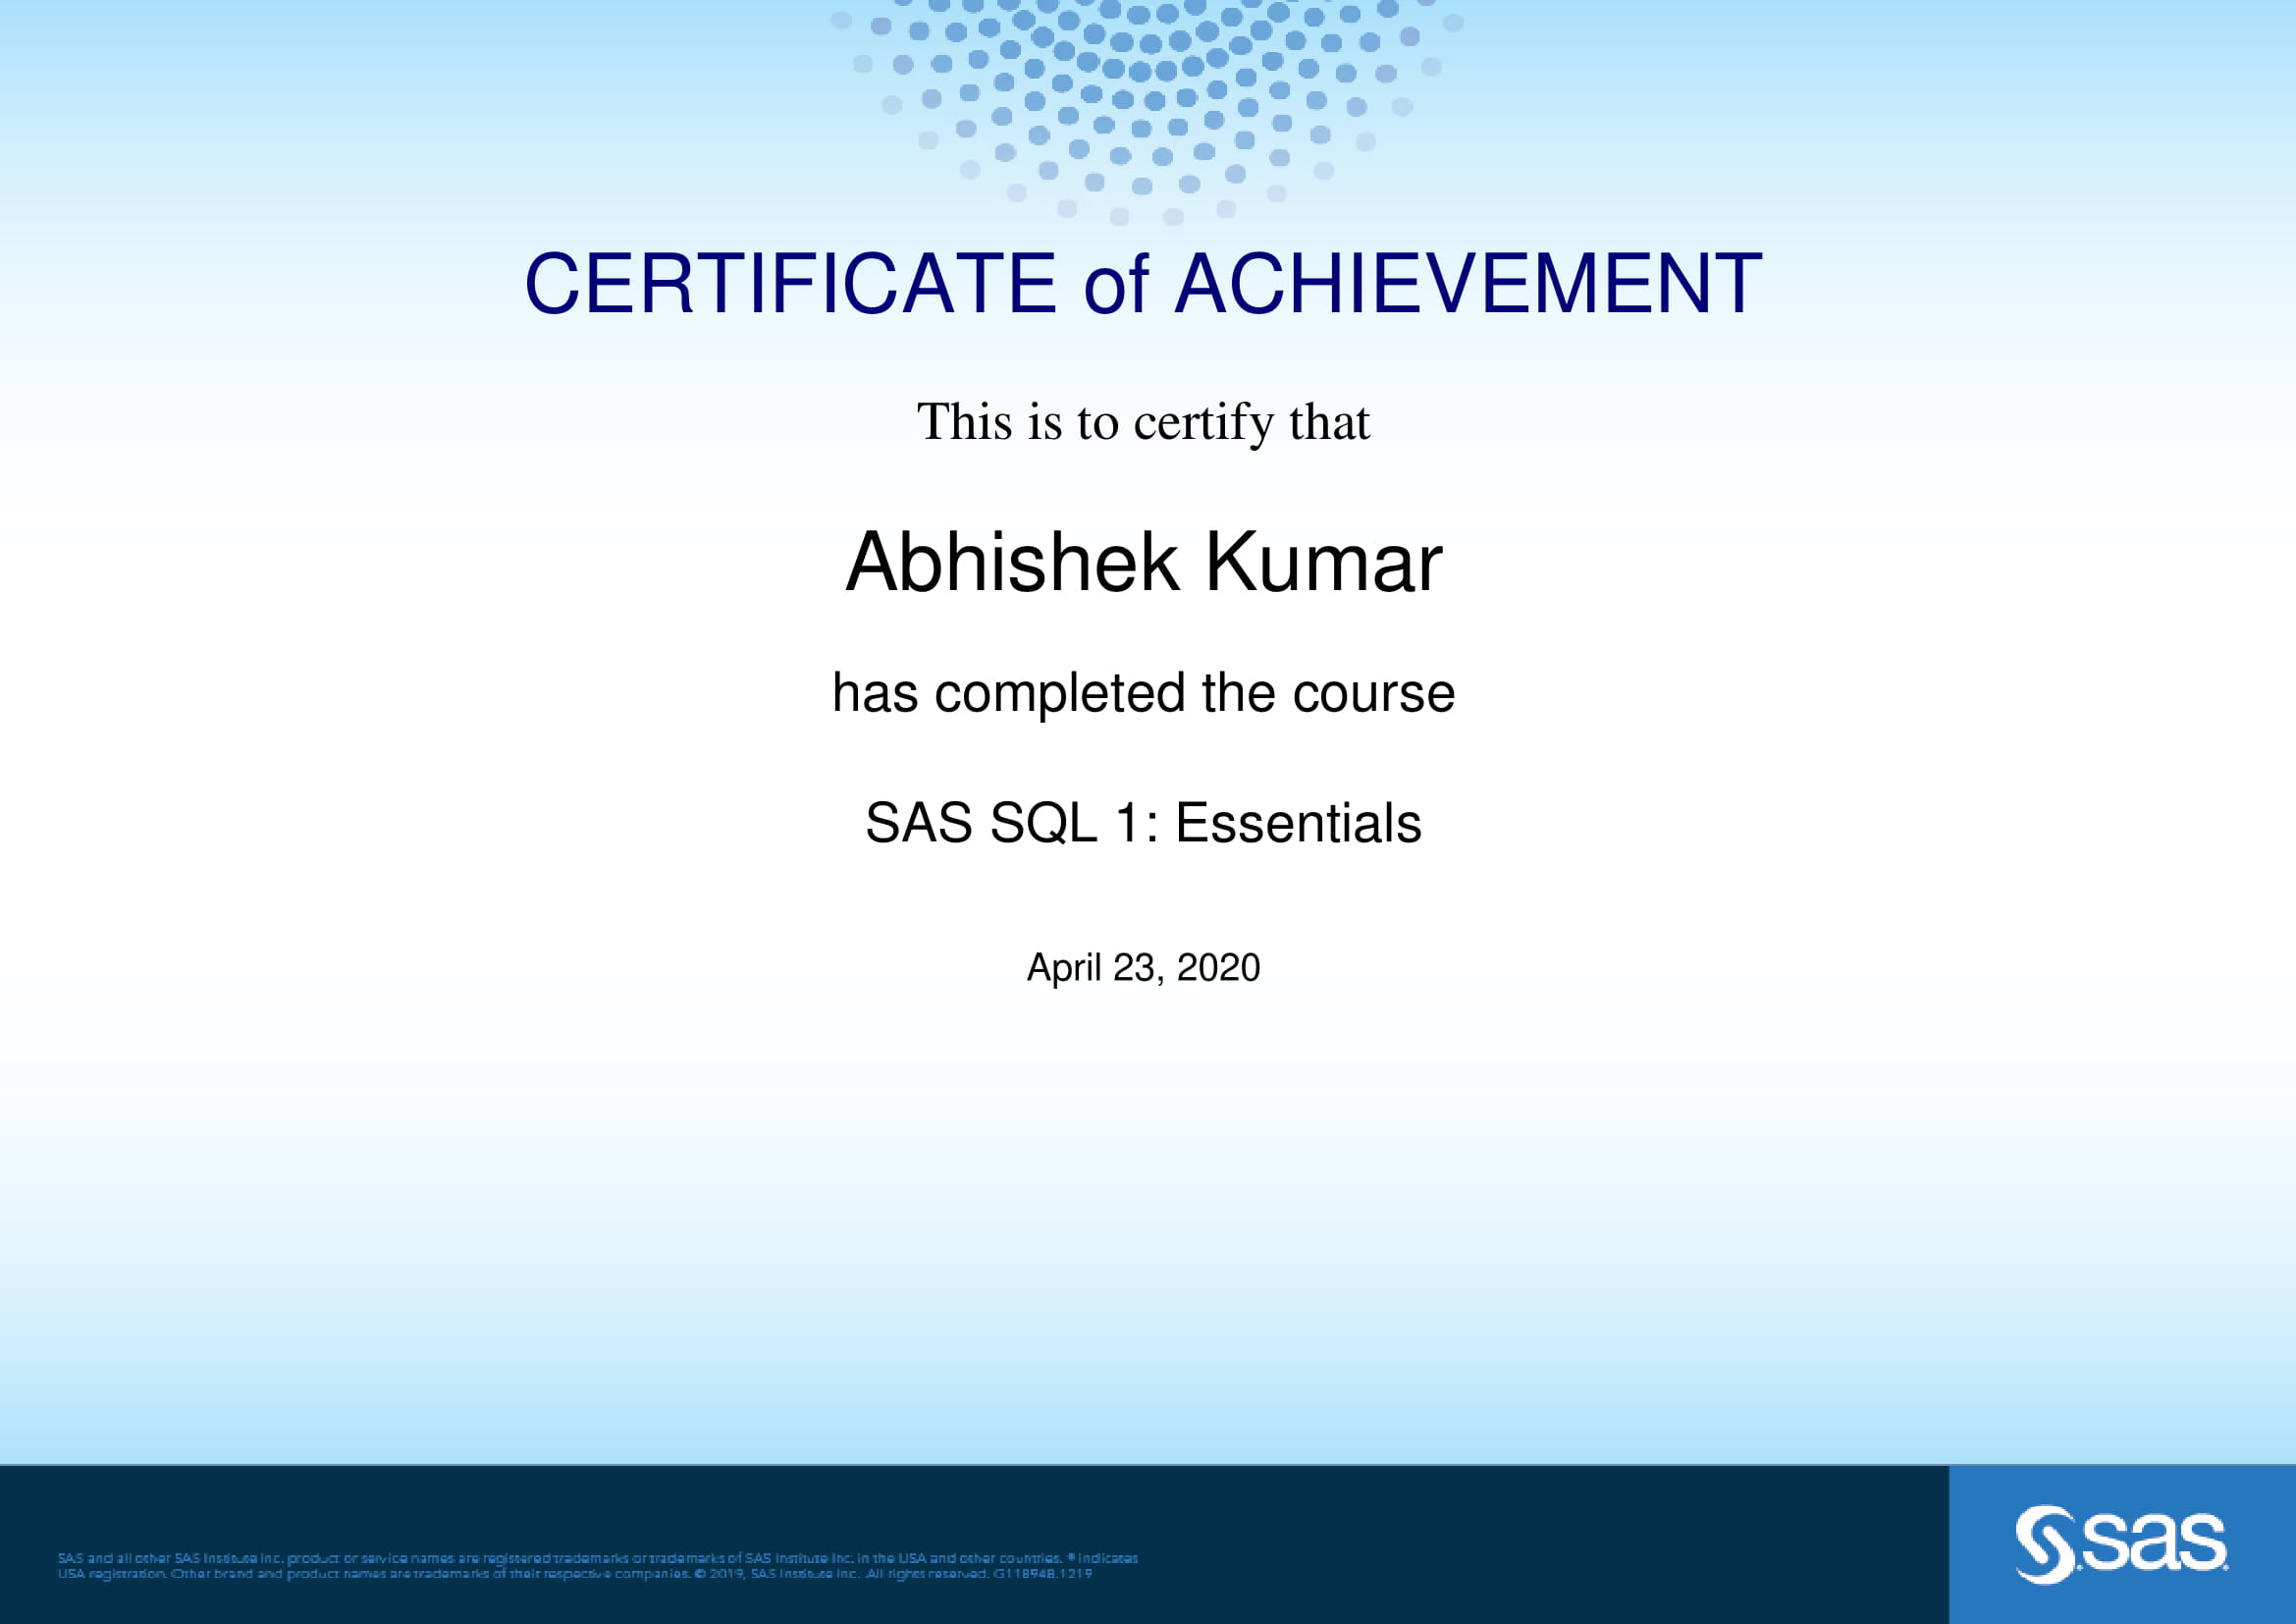 CERTIFICATE of ACHIEVEMENT
This is to certify that
Abhishek Kumar
has completed the course
SAS SQL 1: Essentials
April 23, 2020
SAS and all other SAS Institute Inc. product or service names are registered trademarks or trademarks of SAS Institute Inc. in the USA and other countries. ® indicates
USA registration. Other brand and product names are trademarks of their respective companies. © 2019, SAS Institute Inc. All rights reserved. G118948.1219
sas